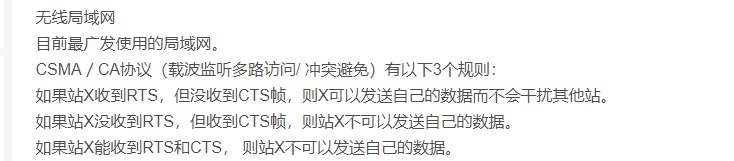 无线局域网
目前最广发使用的局域网。
CSMA / CA协议（载波监听多路访问/ 冲突避免）有以下3个规则：
如果站X收到RTS，但没收到CTS帧，则X可以发送自己的数据而不会干扰其他站。
如果站X没收到RTS，但收到CTS帧，则站X不可以发送自己的数据。
如果站X能收到RTS和CTS， 则站X不可以发送自己的数据。